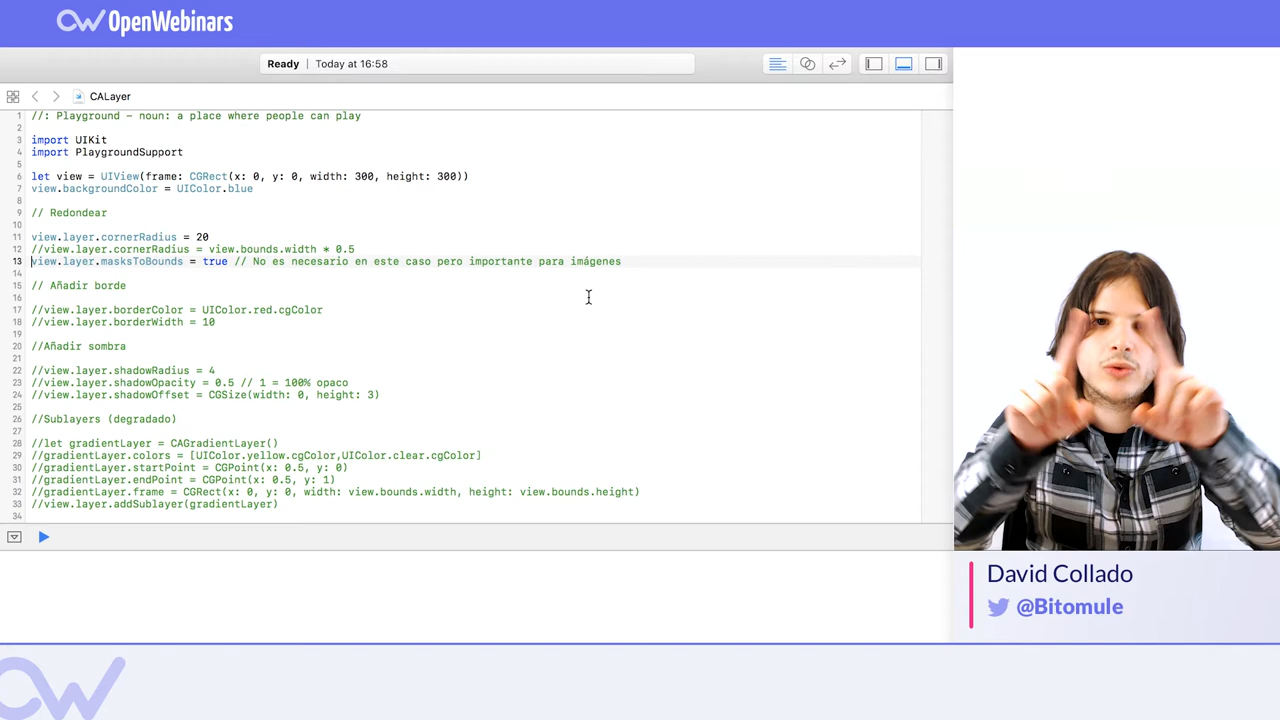 OpenWebinars
Ready | Today at 16:58
CALayer
1 //: Playground - noun: a place where people can play
2
3 import UIKit
4 import PlaygroundSupport
5
6 let view = UIView(frame: CGRect(x: 0, y: 0, width: 300, height: 300))
7 view.backgroundColor = UIColor.blue
8
9 // Redondear
10
11 view.layer.cornerRadius = 20
12 //view.layer.cornerRadius = view.bounds.width * 0.5
13 view.layer.masksToBounds = true // No es necesario en este caso pero importante para imágenes
14
15 // Añadir borde
16
17 //view.layer.borderColor = UIColor.red.cgColor
18 //view.layer.borderWidth = 10
19
20 //Añadir sombra
21
22 //view.layer.shadowRadius = 4
23 //view.layer.shadowOpacity = 0.5 // 1 = 100% opaco
24 //view.layer.shadowOffset = CGSize(width: 0, height: 3)
25
26 //Sublayers (degradado)
27
28 //let gradientLayer = CAGradientLayer()
29 //gradientLayer.colors = [UIColor.yellow.cgColor,UIColor.clear.cgColor]
30 //gradientLayer.startPoint = CGPoint(x: 0.5, y: 0)
31 //gradientLayer.endPoint = CGPoint(x: 0.5, y: 1)
32 //gradientLayer.frame = CGRect(x: 0, y: 0, width: view.bounds.width, height: view.bounds.height)
33 //view.layer.addSublayer(gradientLayer)
34
David Collado
@Bitomule